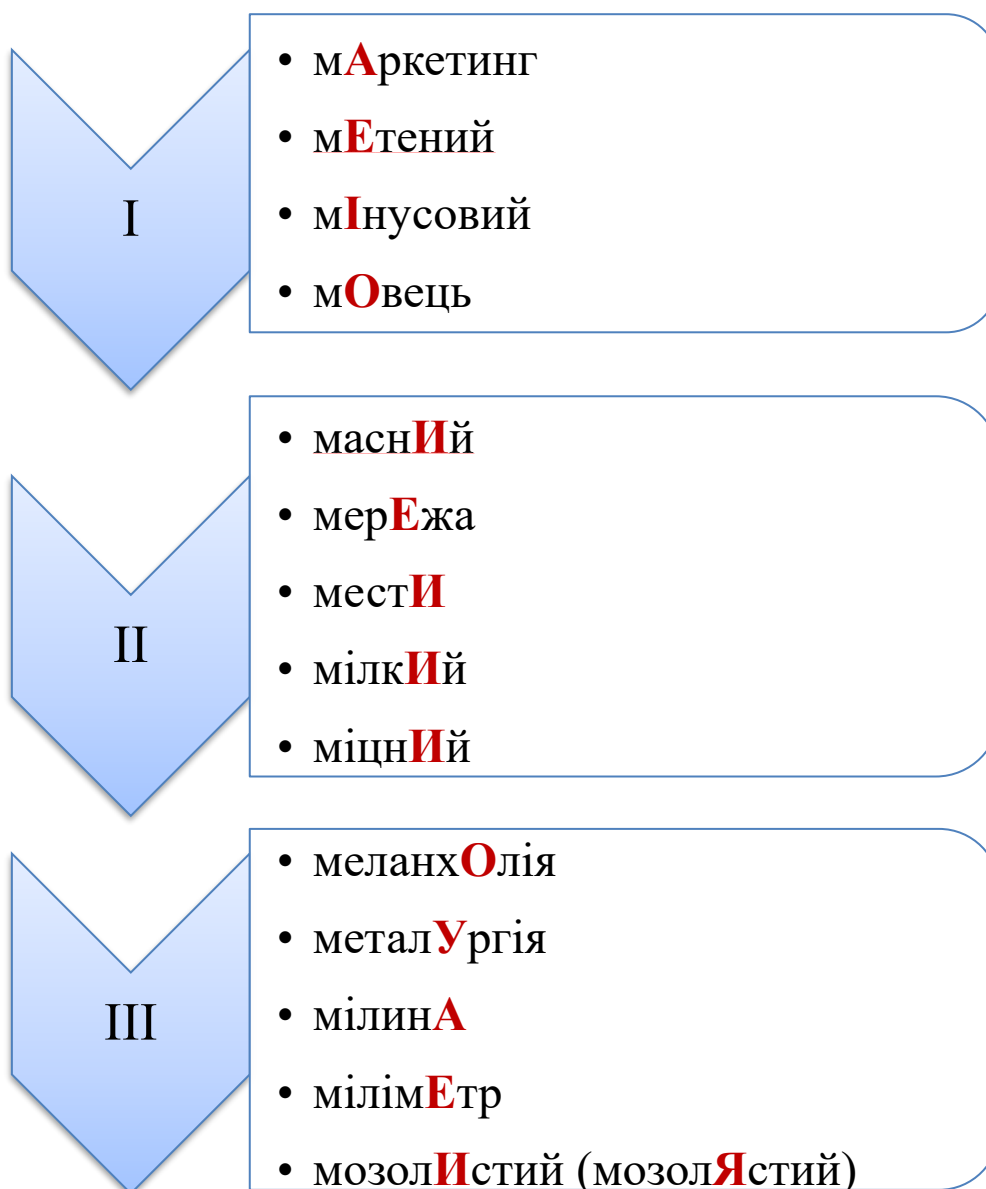 I
• мАркетинг
• мЕтений
• мІнусовий
• мОвець
II
• маснИй
• мерЕжа
• местИ
• мілкИй
• міцнИй
III
• меланхОлія
• металУргія
• мілинА
• мілімЕтр
• мозолИстий (мозолЯстий)